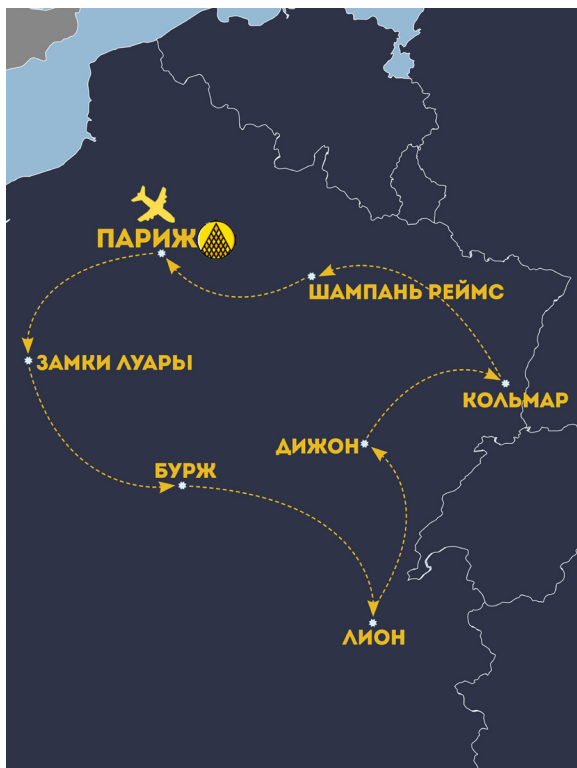 ПАРИЖ
ШАМПАНЬ РЕЙМС
ЗАМКИ ЛУАРЫ
КОЛЬМАР
ДИЖОН
БУРЖ
ЛИОН